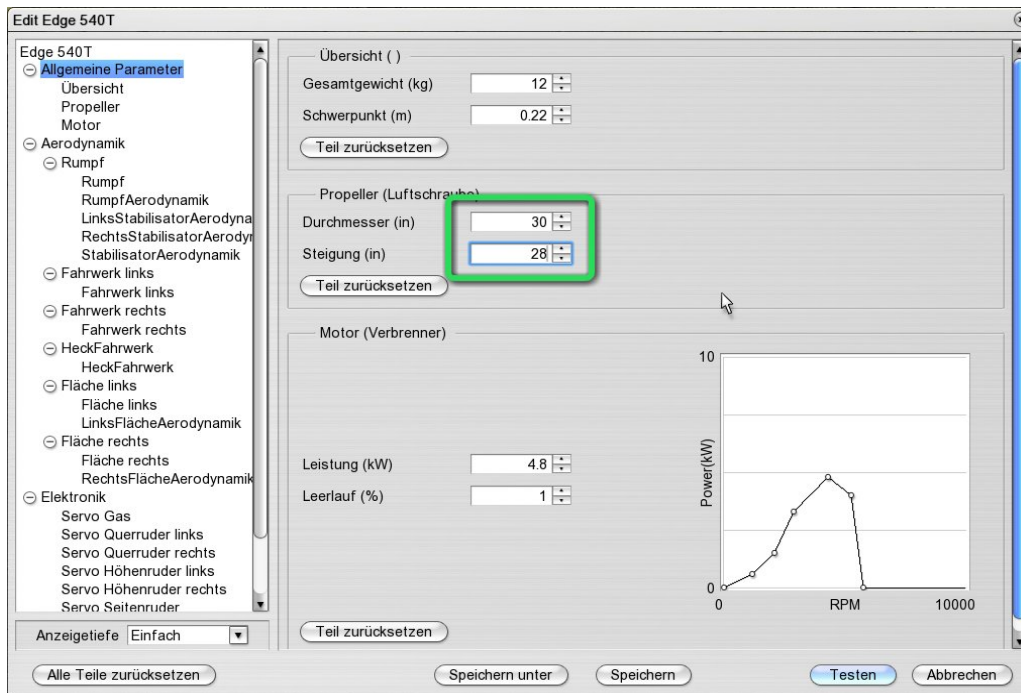 Edit Edge 540T
Edge 540T
Allgemeine Parameter
Übersicht
Propeller
Motor
Aerodynamik
Rumpf
Rumpf
RumpfAerodynamik
LinksStabilisatorAerodyna
RechtsStabilisatorAerodyn
StabilisatorAerodynamik
Fahrwerk links
Fahrwerk links
Fahrwerk rechts
Fahrwerk rechts
HeckFahrwerk
HeckFahrwerk
Fläche links
Fläche links
LinksFlächeAerodynamik
Fläche rechts
Fläche rechts
RechtsFlächeAerodynamik
Elektronik
Servo Gas
Servo Querruder links
Servo Querruder rechts
Servo Höhenruder links
Servo Höhenruder rechts
Servo Seitenruder
Anzeigetiefe Einfach
Übersicht ( )
Gesamtgewicht (kg) 12
Schwerpunkt (m) 0.22
Teil zurücksetzen
Propeller (Luftschraube)
Durchmesser (in) 30
Steigung (in) 28
Teil zurücksetzen
Motor (Verbrenner)
Leistung (kW) 4.8
Leerlauf (%) 1
10
Power(kW)
0
0 RPM 10000
Teil zurücksetzen
Alle Teile zurücksetzen Speichern unter Speichern Testen Abbrechen